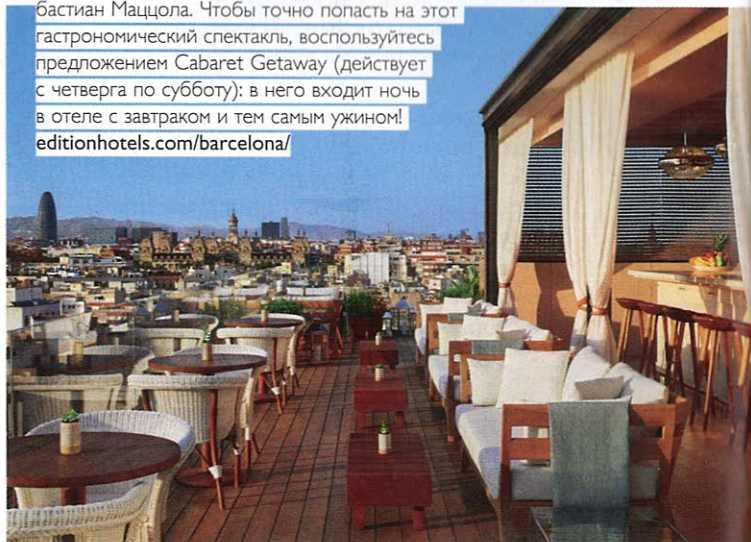 бастиан Маццола. Чтобы точно попасть на этот
гастрономический спектакль, воспользуйтесь
предложением Cabaret Getaway (действует
с четверга по субботу): в него входит ночь
в отеле с завтраком и тем самым ужином!
editionhotels.com/barcelona/